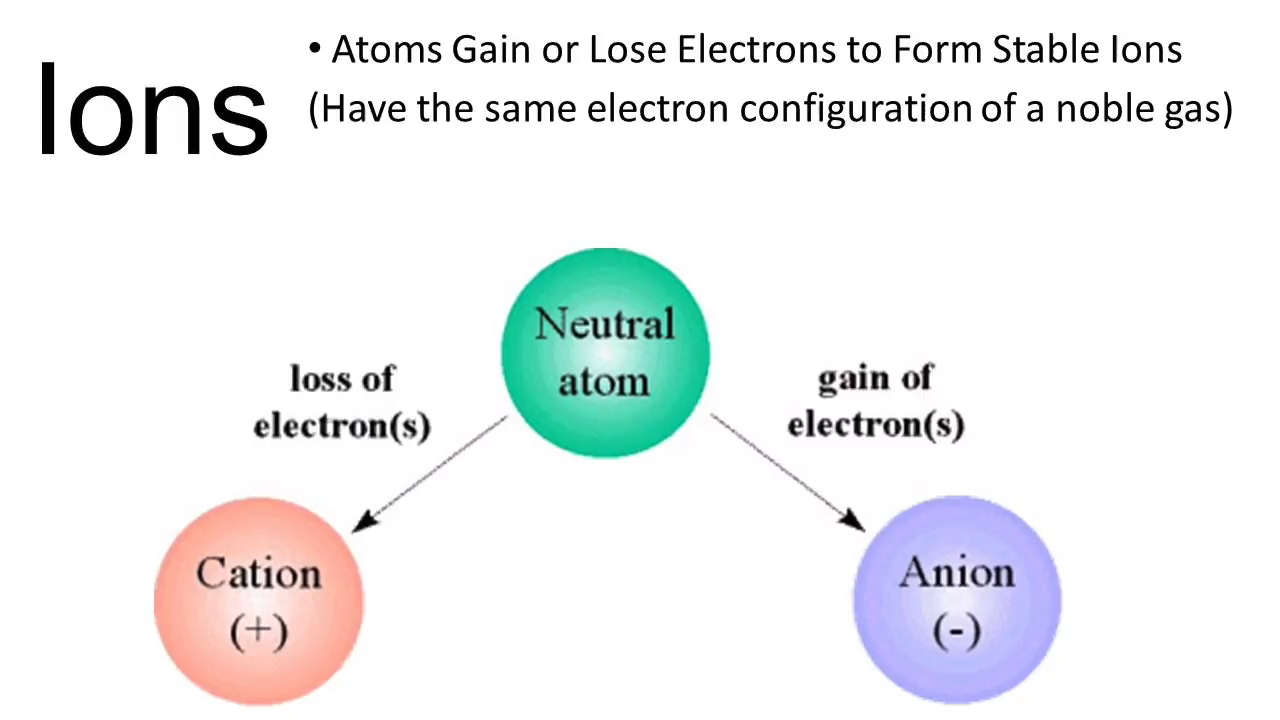 Ions
• Atoms Gain or Lose Electrons to Form Stable Ions
(Have the same electron configuration of a noble gas)
Neutral
atom
loss of
electron(s)
gain of
electron(s)
Cation
(+)
Anion
(-)